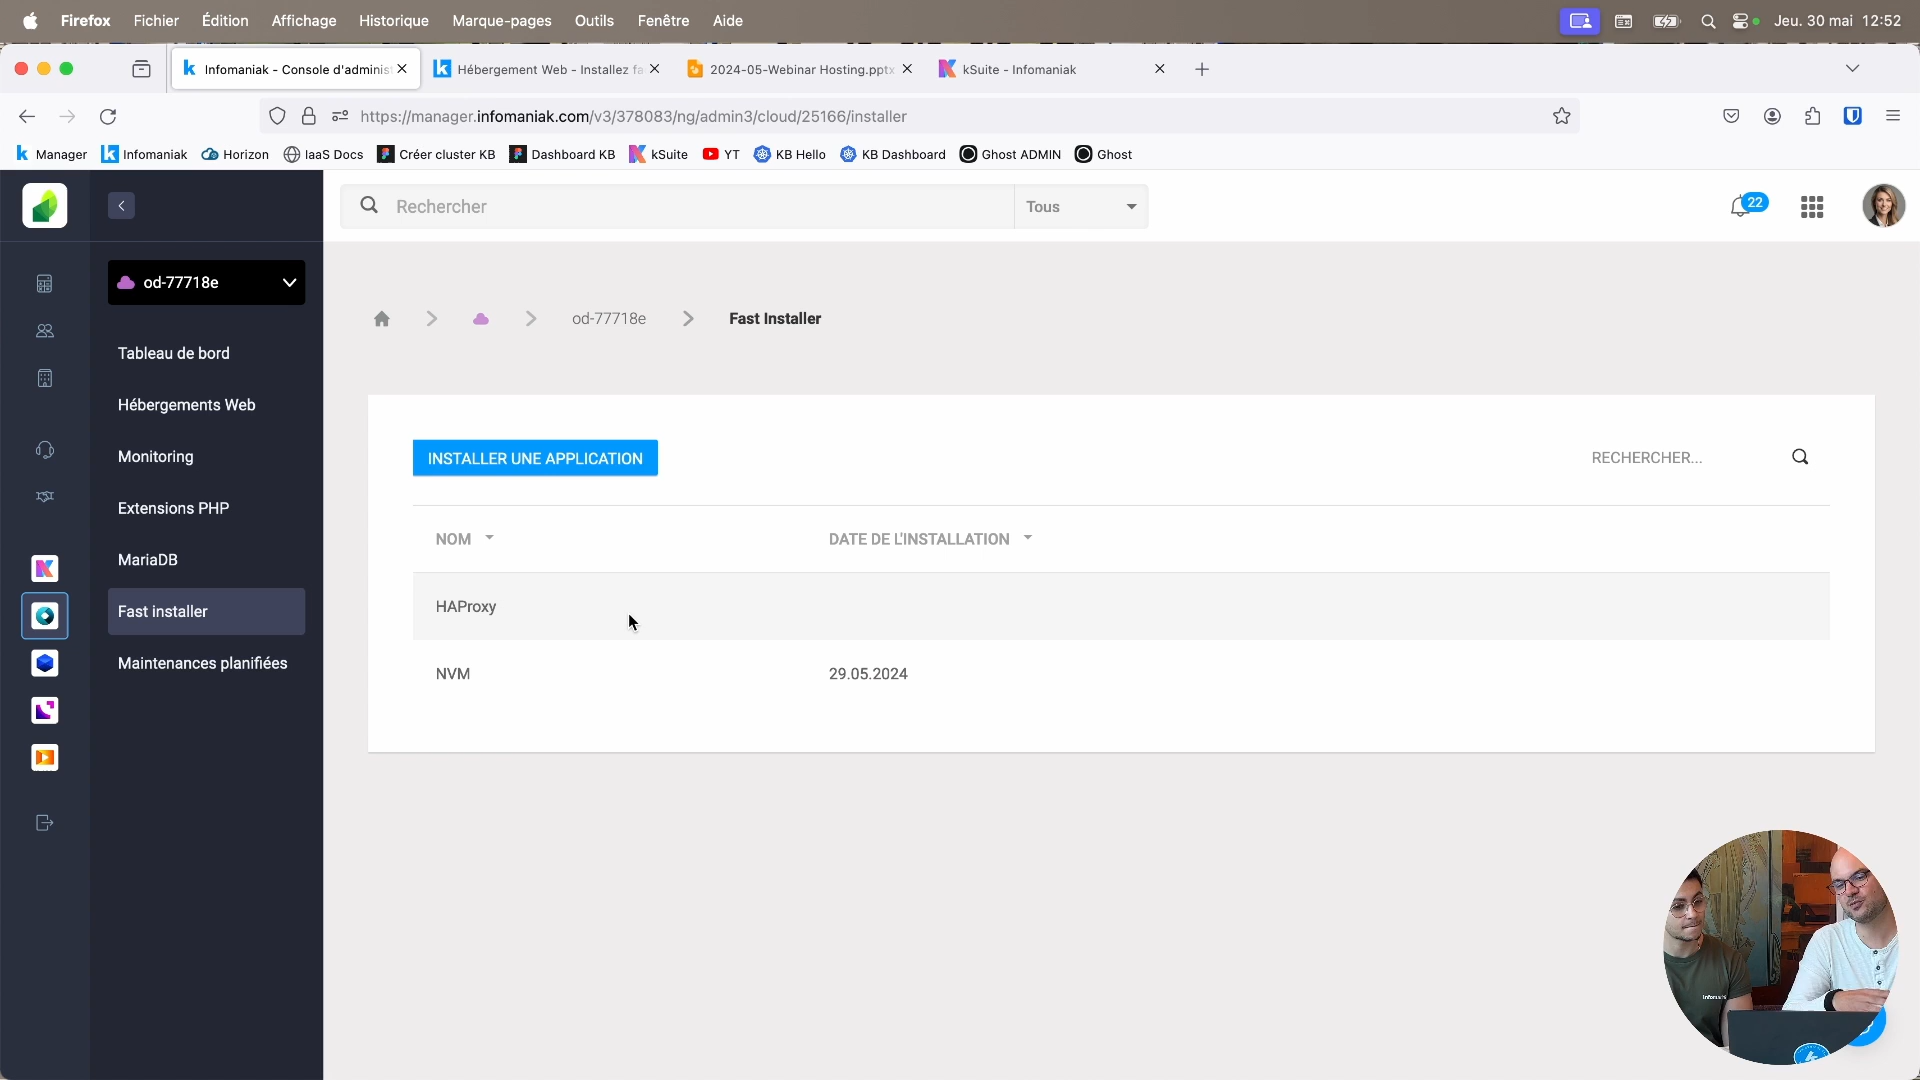 Firefox Fichier Édition Affichage Historique Marque-pages Outils Fenêtre Aide Jeu. 30 mai 12:52
Infomaniak - Console d'adminis
Hébergement Web - Installez fa
2024-05-Webinar Hosting.pptx
kSuite - Infomaniak
https://manager.infomaniak.com/v3/378083/ng/admin3/cloud/25166/installer
Manager Infomaniak Horizon IaaS Docs Créer cluster KB Dashboard KB kSuite YT KB Hello KB Dashboard Ghost ADMIN Ghost
Rechercher Tous 22
od-77718e
Tableau de bord
Hébergements Web
Monitoring
Extensions PHP
MariaDB
Fast installer
Maintenances planifiées
od-77718e Fast Installer
INSTALLER UNE APPLICATION RECHERCHER...
NOM DATE DE L'INSTALLATION
HAProxy
NVM 29.05.2024